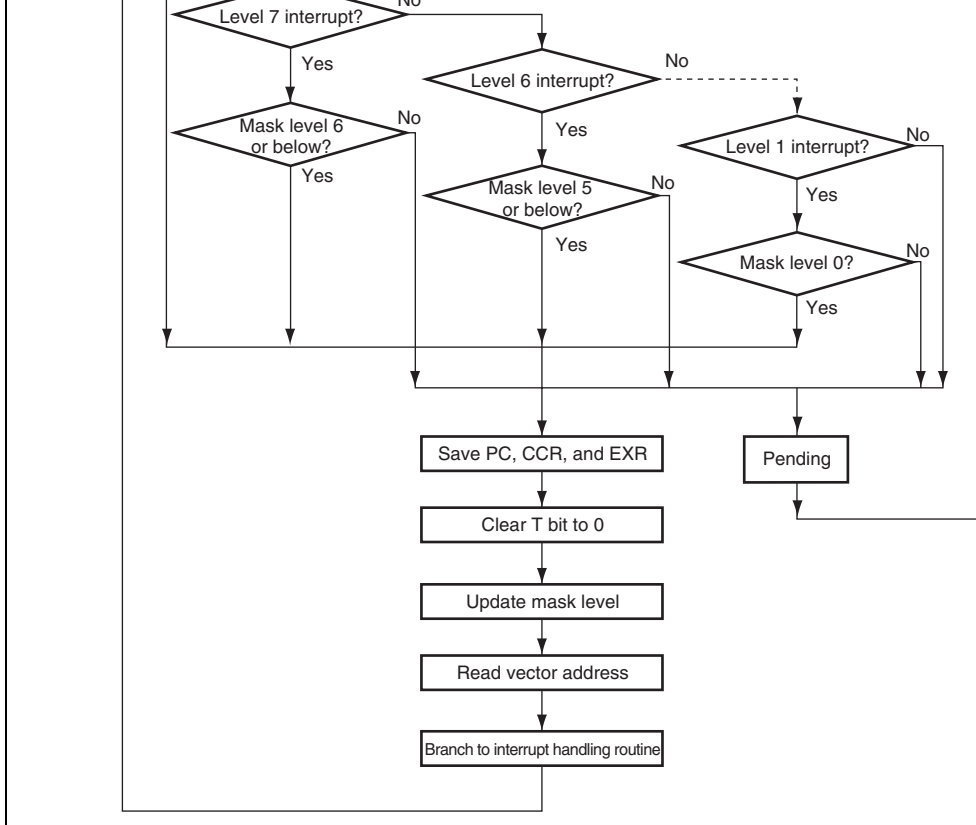 No
Level 7 interrupt?
Yes
No
Level 6 interrupt?
Mask level 6
or below?
No
Yes
Yes
Level 1 interrupt?
No
Mask level 5
or below?
No
Yes
Yes
Mask level 0?
No
Yes
Save PC, CCR, and EXR
Pending
Clear T bit to 0
Update mask level
Read vector address
Branch to interrupt handling routine